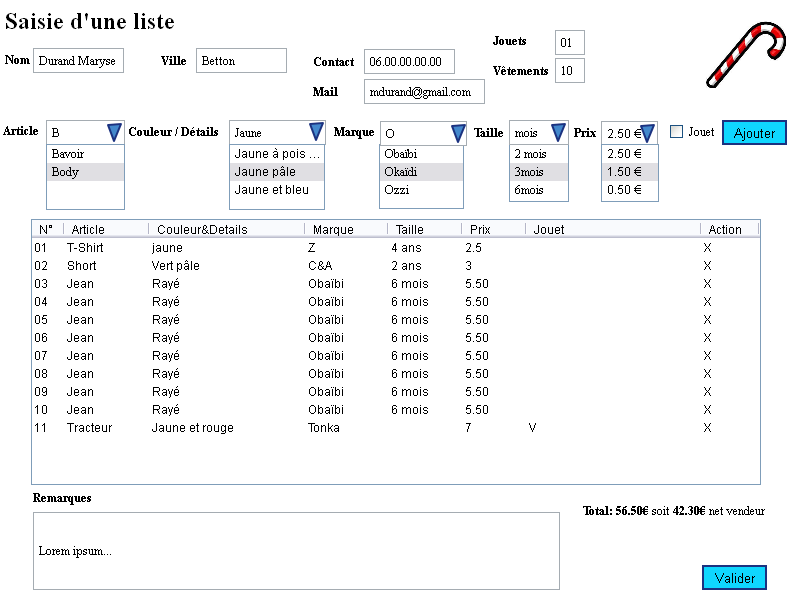 Saisie d'une liste
Nom Durand Maryse Ville Betton Contact 06.00.00.00.00 Jouets 01
Mail mdurand@gmail.com Vêtements 10
Article B Couleur / Détails Jaune Marque O Taille mois Prix 2.50 € Jouet Ajouter
Bavoir Jaune à pois ... Obaïbi 2 mois 2.50 €
Body Jaune pâle Okaïdi 3mois 1.50 €
Jaune et bleu Ozzi 6mois 0.50 €
N° Article Couleur&Details Marque Taille Prix Jouet Action
01 T-Shirt jaune Z 4 ans 2.5 X
02 Short Vert pâle C&A 2 ans 3 X
03 Jean Rayé Obaïbi 6 mois 5.50 X
04 Jean Rayé Obaïbi 6 mois 5.50 X
05 Jean Rayé Obaïbi 6 mois 5.50 X
06 Jean Rayé Obaïbi 6 mois 5.50 X
07 Jean Rayé Obaïbi 6 mois 5.50 X
08 Jean Rayé Obaïbi 6 mois 5.50 X
09 Jean Rayé Obaïbi 6 mois 5.50 X
10 Jean Rayé Obaïbi 6 mois 5.50 X
11 Tracteur Jaune et rouge Tonka 7 V X
Remarques
Total: 56.50€ soit 42.30€ net vendeur
Lorem ipsum...
Valider